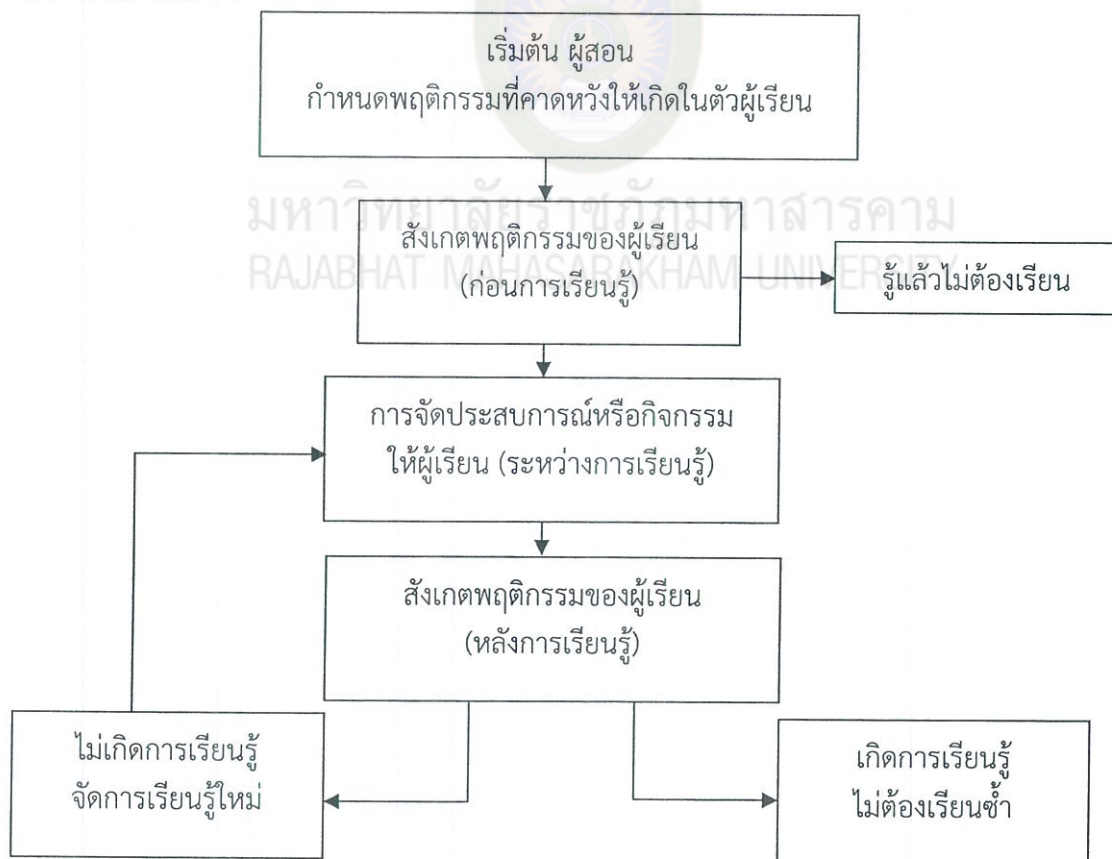 เริ่มต้น ผู้สอน
กำหนดพฤติกรรมที่คาดหวังให้เกิดในตัวผู้เรียน
มหาวิทยาลัยราชภัฏมหาสารคาม
RAJABHAT MAHASARAKHAM UNIVERSITY
สังเกตพฤติกรรมของผู้เรียน
(ก่อนการเรียนรู้)
รู้แล้วไม่ต้องเรียน
การจัดประสบการณ์หรือกิจกรรม
ให้ผู้เรียน (ระหว่างการเรียนรู้)
สังเกตพฤติกรรมของผู้เรียน
(หลังการเรียนรู้)
ไม่เกิดการเรียนรู้
จัดการเรียนรู้ใหม่
เกิดการเรียนรู้
ไม่ต้องเรียนซ้ำ